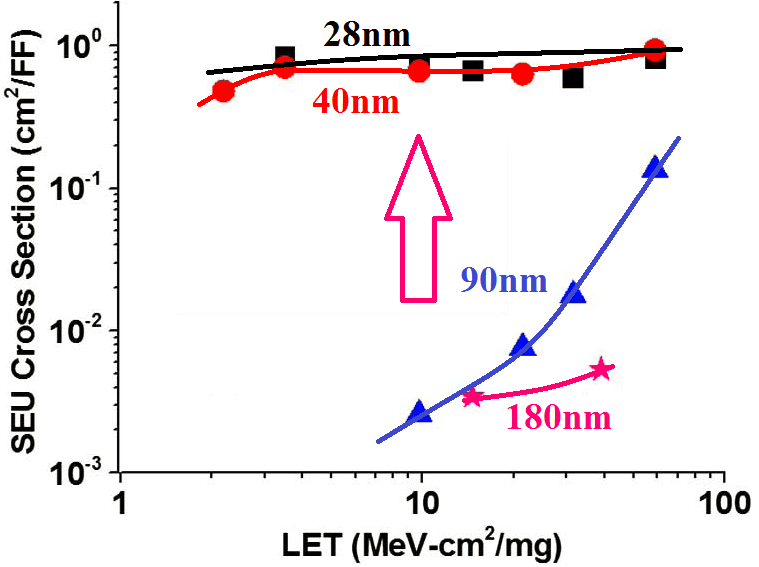 28nm
40nm
90nm
180nm
10⁰
10⁻¹
10⁻²
10⁻³
1
10
100
SEU Cross Section (cm²/FF)
LET (MeV-cm²/mg)